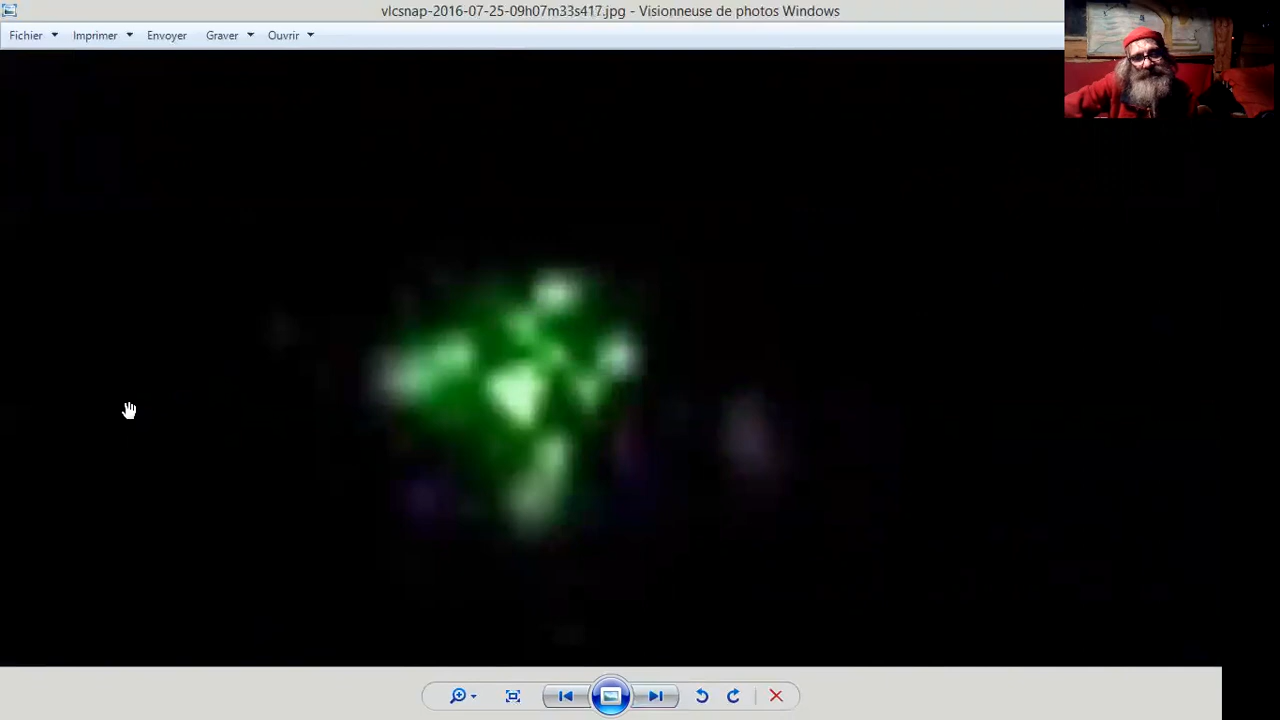 vlcsnap-2016-07-25-09h07m33s417.jpg - Visionneuse de photos Windows
Fichier Imprimer Envoyer Graver Ouvrir